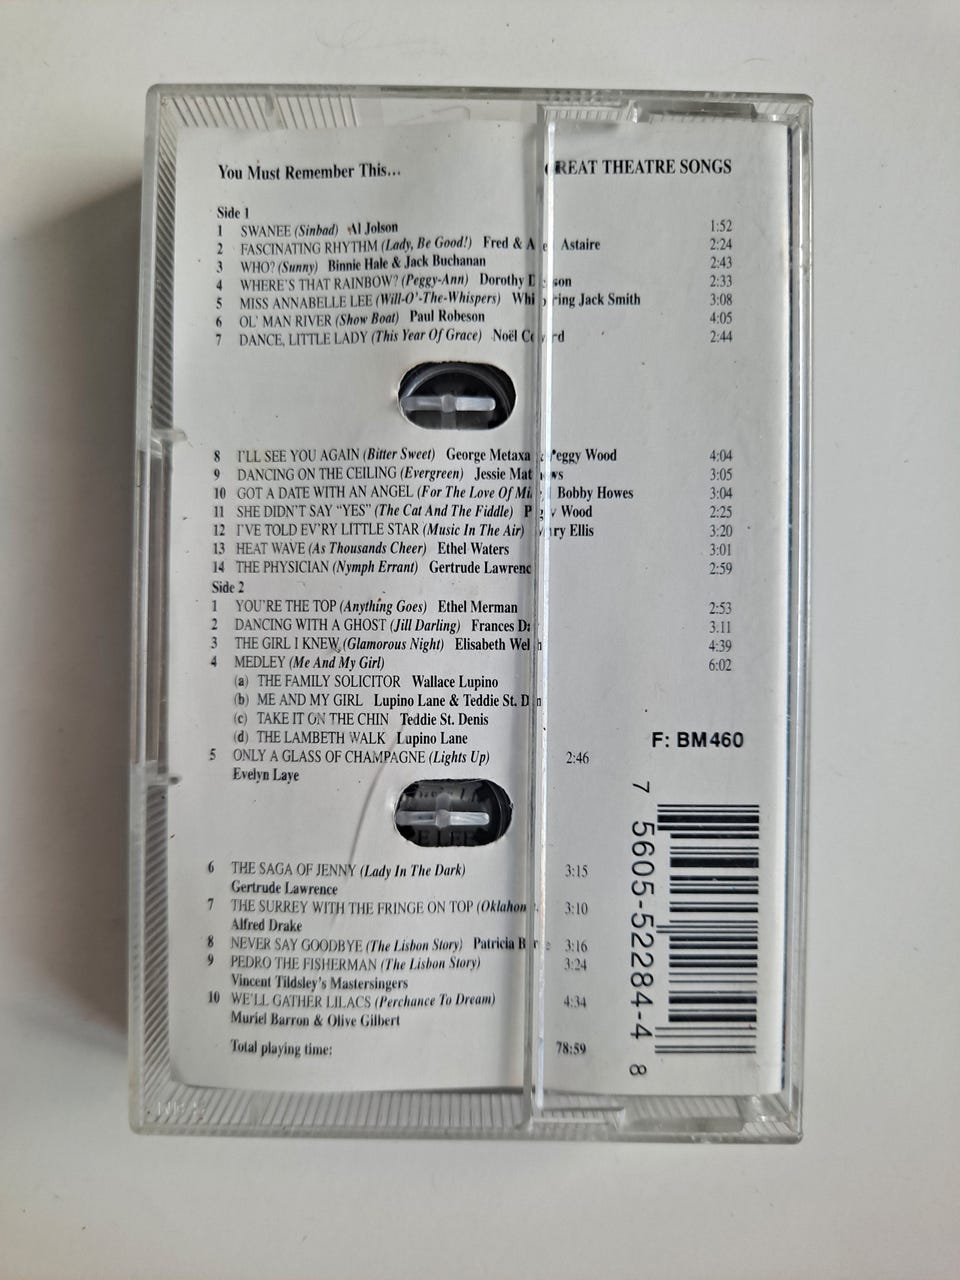 You Must Remember This... GREAT THEATRE SONGS
Side 1
1 SWANEE (Sinbad) Al Jolson 1:52
2 FASCINATING RHYTHM (Lady, Be Good!) Fred & Astaire 2:24
3 WHO? (Sunny) Binnie Hale & Jack Buchanan 2:43
4 WHERE'S THAT RAINBOW? (Peggy-Ann) Dorothy 2:33
5 MISS ANNABELLE LEE (Will-O'-The-Whispers) Whispering Jack Smith 3:08
6 OL' MAN RIVER (Show Boat) Paul Robeson 4:05
7 DANCE, LITTLE LADY (This Year Of Grace) Noël Coward 2:44
8 I'LL SEE YOU AGAIN (Bitter Sweet) George Metaxa Peggy Wood 4:04
9 DANCING ON THE CEILING (Evergreen) Jessie Matthews 3:05
10 GOT A DATE WITH AN ANGEL (For The Love Of Mike) Bobby Howes 3:04
11 SHE DIDN'T SAY "YES" (The Cat And The Fiddle) Peggy Wood 2:25
12 I'VE TOLD EV'RY LITTLE STAR (Music In The Air) Mary Ellis 3:20
13 HEAT WAVE (As Thousands Cheer) Ethel Waters 3:01
14 THE PHYSICIAN (Nymph Errant) Gertrude Lawrence 2:59
Side 2
1 YOU'RE THE TOP (Anything Goes) Ethel Merman 2:53
2 DANCING WITH A GHOST (Jill Darling) Frances 3.11
3 THE GIRL I KNEW (Glamorous Night) Elisabeth Welch 4:39
4 MEDLEY (Me And My Girl) 6:02
(a) THE FAMILY SOLICITOR Wallace Lupino
(b) ME AND MY GIRL Lupino Lane & Teddie St. Denis
(c) TAKE IT ON THE CHIN Teddie St. Denis
(d) THE LAMBETH WALK Lupino Lane
5 ONLY A GLASS OF CHAMPAGNE (Lights Up) 2:46
Evelyn Laye
6 THE SAGA OF JENNY (Lady In The Dark) 3:15
Gertrude Lawrence
7 THE SURREY WITH THE FRINGE ON TOP (Oklahoma) 3:10
Alfred Drake
8 NEVER SAY GOODBYE (The Lisbon Story) Patricia 3:16
9 PEDRO THE FISHERMAN (The Lisbon Story) 3:24
Vincent Tildsley's Mastersingers
10 WE'LL GATHER LILACS (Perchance To Dream) 4:34
Muriel Barron & Olive Gilbert
Total playing time: 78:59
F: BM460
7 5605-52284-4 8